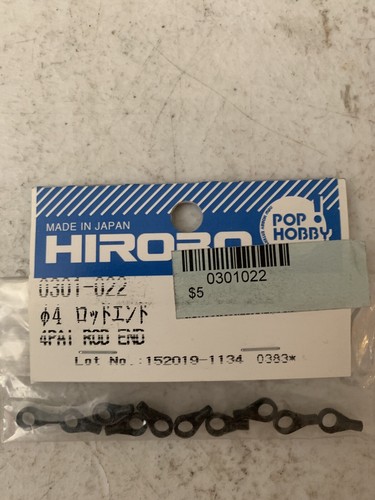 MADE IN JAPAN
HIROBO
POP
HOBBY!
0301022
$5
0301-022
φ4 ロッドエンド
4PAI ROD END
Lot No.:152019-1134 0383*